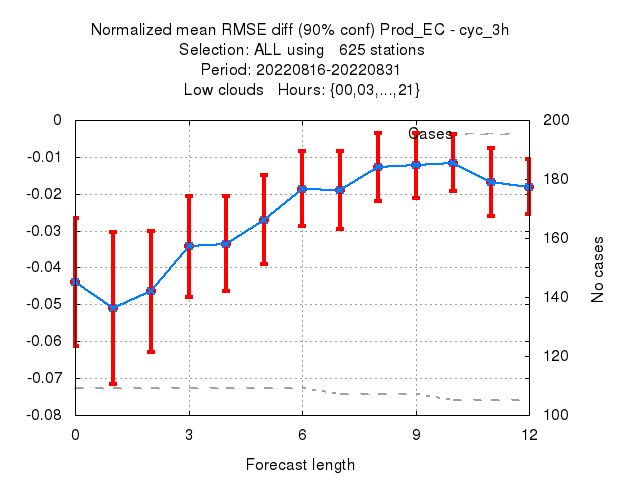 Normalized mean RMSE diff (90% conf) Prod_EC - cyc_3h
Selection: ALL using   625 stations
Period: 20220816-20220831
Low clouds   Hours: {00,03,...,21}
0
-0.01
-0.02
-0.03
-0.04
-0.05
-0.06
-0.07
-0.08
Cases
200
180
160
140
120
100
No cases
0 3 6 9 12
Forecast length